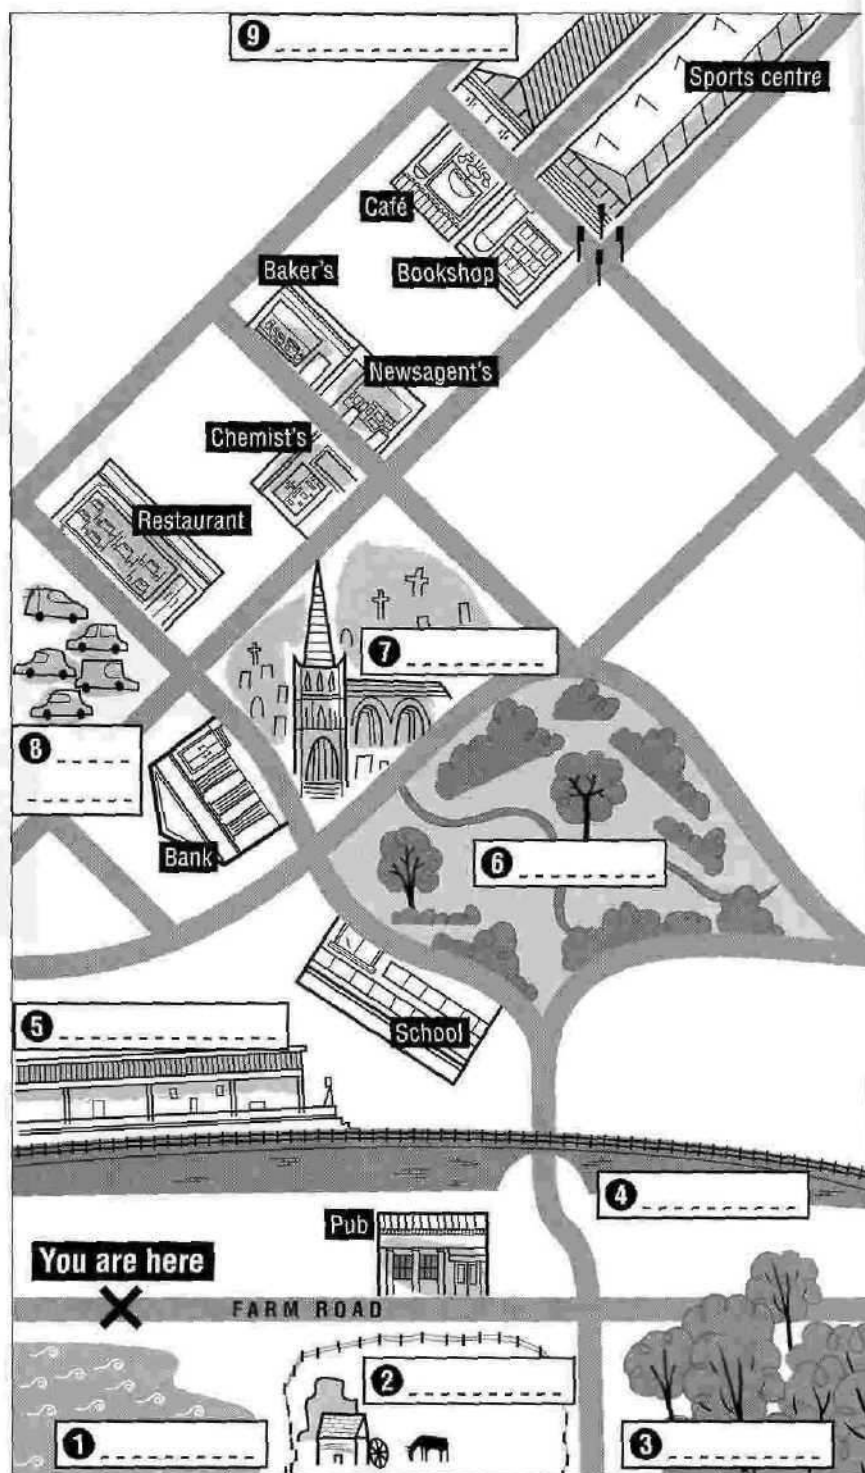 9
Sports centre
Café
Bookshop
Baker's
Newsagent's
Chemist's
Restaurant
7
8
Bank
6
School
5
4
Pub
You are here
FARM ROAD
2
1
3